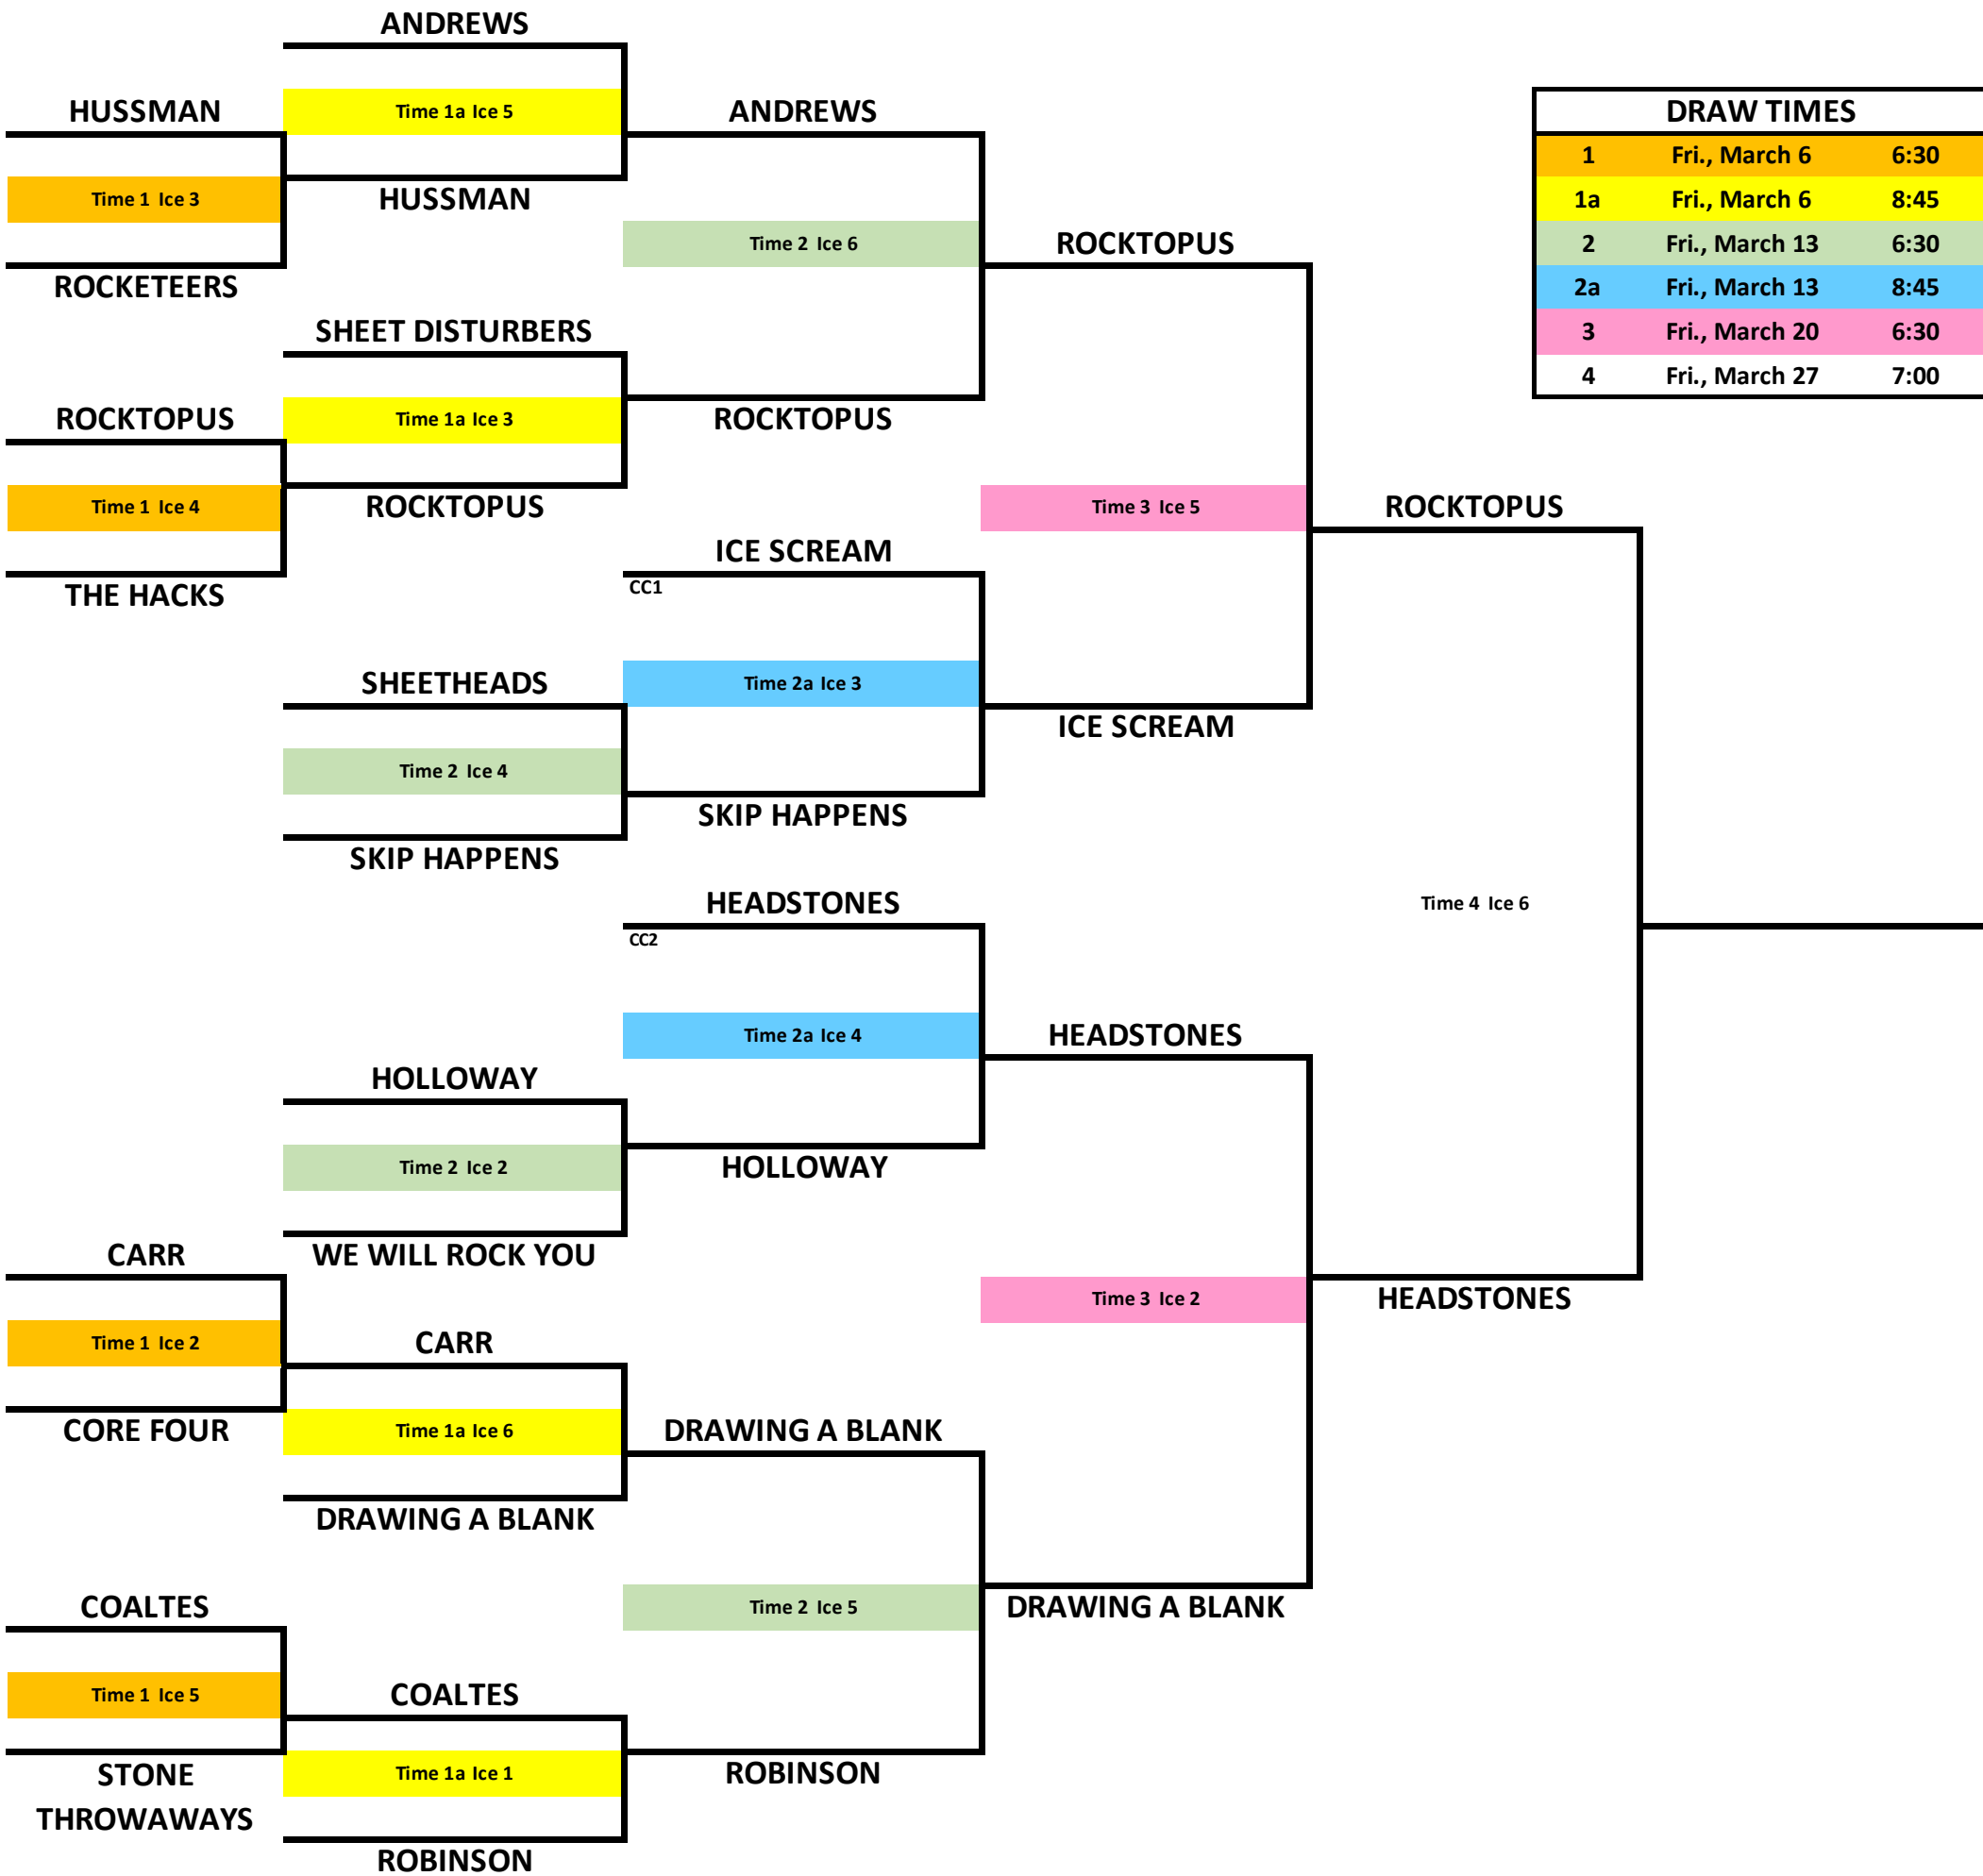 ANDREWS
HUSSMAN
Time 1a Ice 5
ANDREWS
DRAW TIMES
1 Fri., March 6 6:30
Time 1 Ice 3
HUSSMAN
1a Fri., March 6 8:45
Time 2 Ice 6
ROCKTOPUS
2 Fri., March 13 6:30
ROCKETEERS
2a Fri., March 13 8:45
SHEET DISTURBERS
3 Fri., March 20 6:30
4 Fri., March 27 7:00
ROCKTOPUS
Time 1a Ice 3
ROCKTOPUS
Time 1 Ice 4
ROCKTOPUS
Time 3 Ice 5
ROCKTOPUS
ICE SCREAM
CC1
THE HACKS
SHEETHEADS
Time 2a Ice 3
ICE SCREAM
Time 2 Ice 4
SKIP HAPPENS
SKIP HAPPENS
HEADSTONES
Time 4 Ice 6
CC2
Time 2a Ice 4
HEADSTONES
HOLLOWAY
Time 2 Ice 2
HOLLOWAY
CARR
WE WILL ROCK YOU
Time 3 Ice 2
HEADSTONES
Time 1 Ice 2
CARR
CORE FOUR
Time 1a Ice 6
DRAWING A BLANK
DRAWING A BLANK
COALTES
Time 2 Ice 5
DRAWING A BLANK
Time 1 Ice 5
COALTES
STONE
THROWAWAYS
Time 1a Ice 1
ROBINSON
ROBINSON